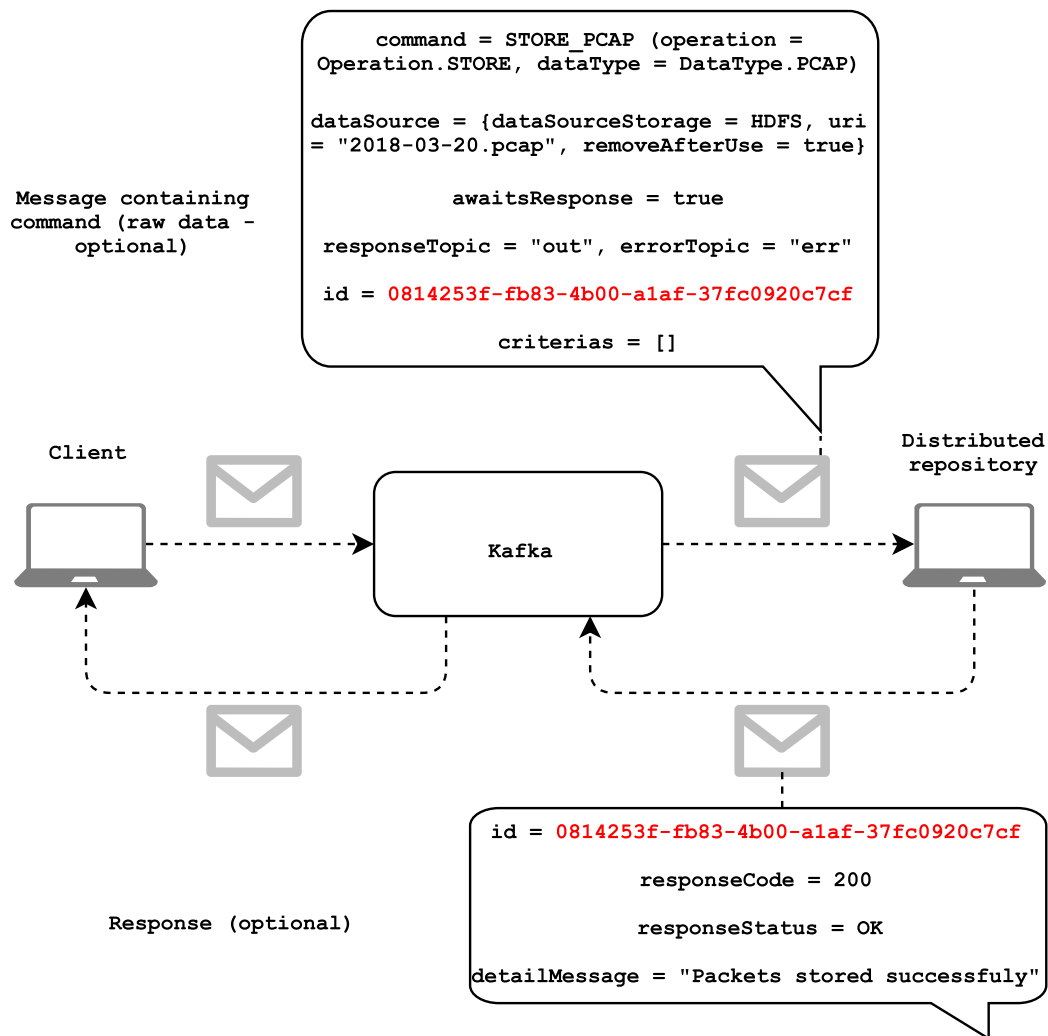 command = STORE_PCAP (operation =
Operation.STORE, dataType = DataType.PCAP)
dataSource = {dataSourceStorage = HDFS, uri
= "2018-03-20.pcap", removeAfterUse = true}
awaitsResponse = true
responseTopic = "out", errorTopic = "err"
id = 0814253f-fb83-4b00-a1af-37fc0920c7cf
criterias = []
Message containing
command (raw data -
optional)
Client
Kafka
Distributed
repository
id = 0814253f-fb83-4b00-a1af-37fc0920c7cf
responseCode = 200
responseStatus = OK
detailMessage = "Packets stored successfuly"
Response (optional)